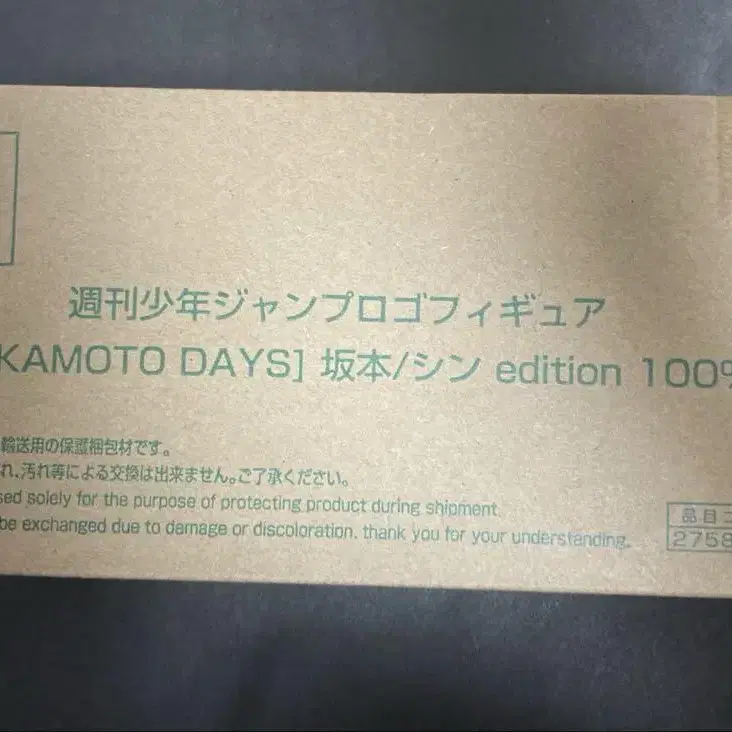 週刊少年ジャンプロゴフィギュア
KAMOTO DAYS] 坂本/シン edition 100%
輸送用の保護梱包材です。
れ、汚れ等による交換は出来ません。ご了承ください。
sed solely for the purpose of protecting product during shipment
be exchanged due to damage or discoloration. thank you for your understanding.
品目コ
2758